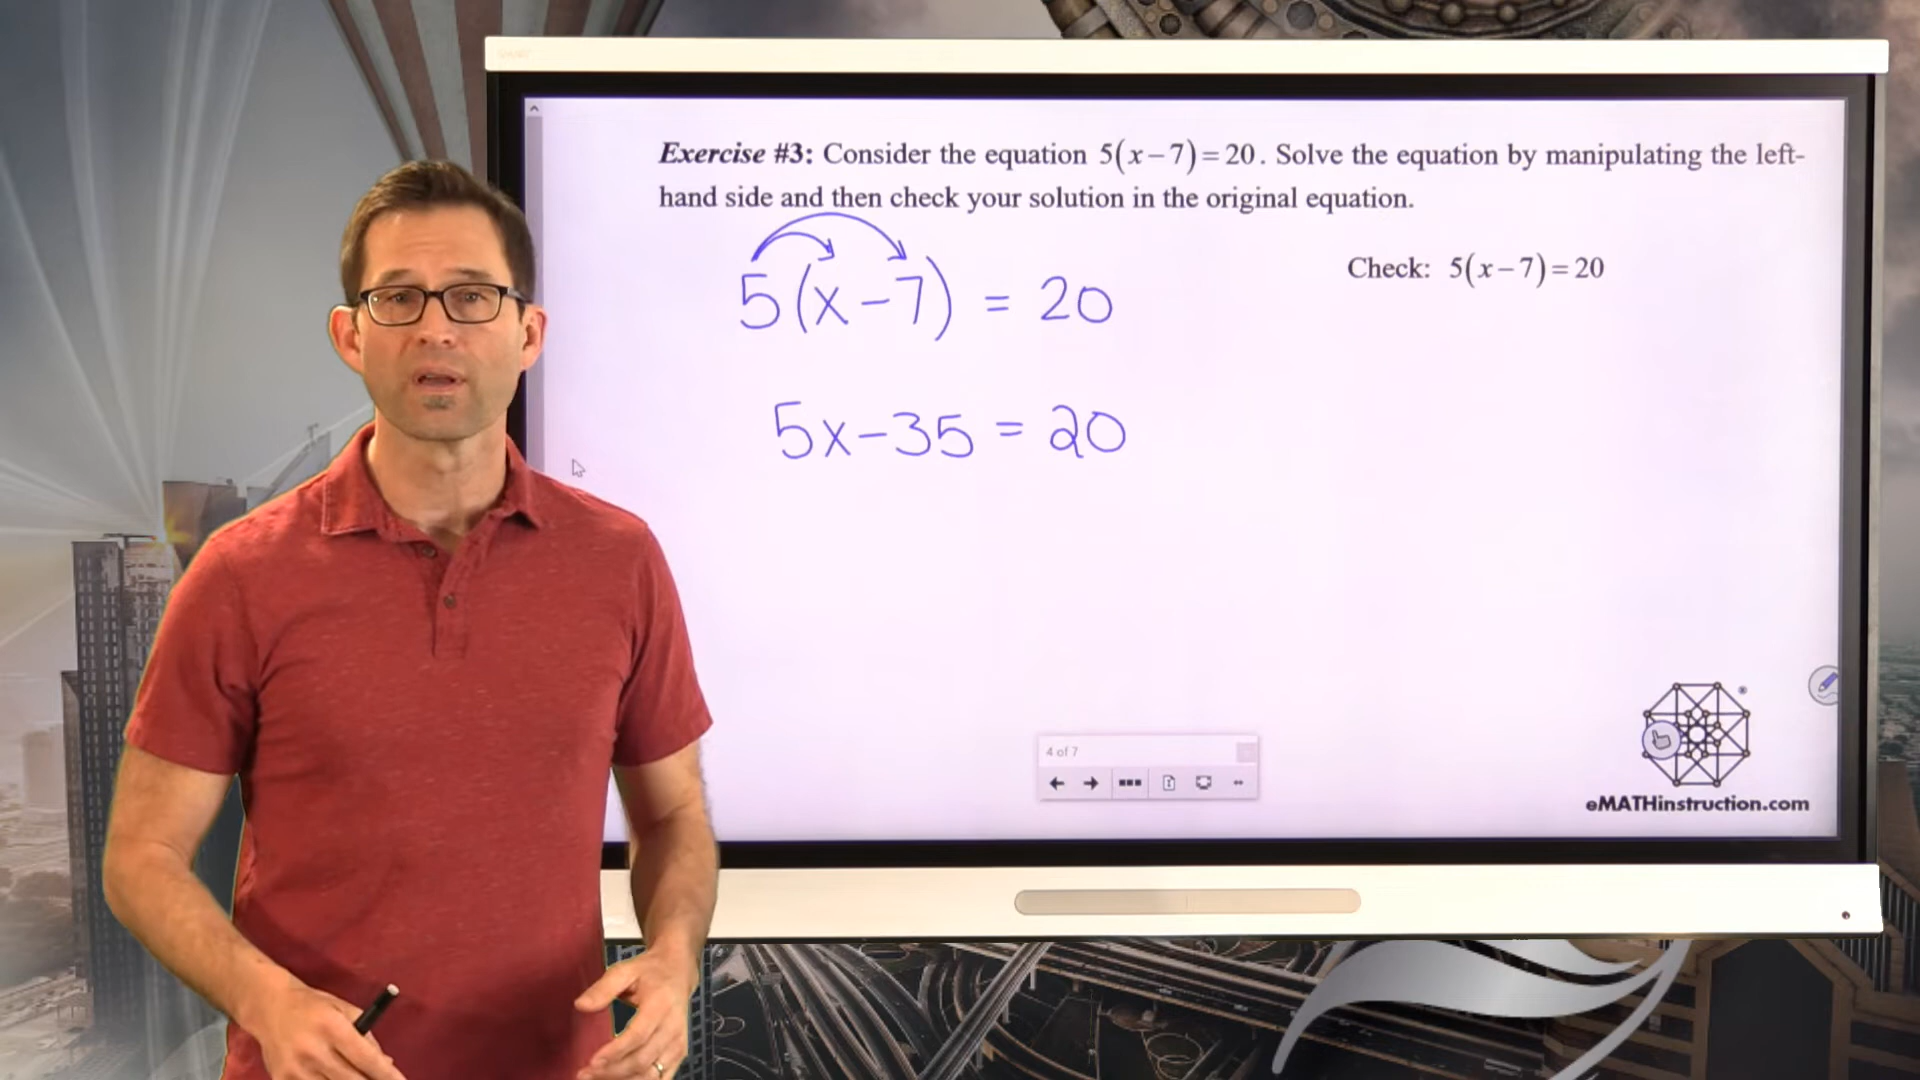 Exercise #3: Consider the equation 5(x−7)=20. Solve the equation by manipulating the left-
hand side and then check your solution in the original equation.
Check: 5(x−7)=20
5(x−7) = 20
5x−35 = 20
4 of 7
eMATHinstruction.com